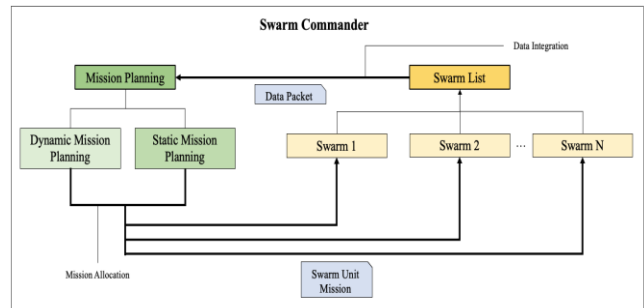 Swarm Commander
Data Integration
Mission Planning
Swarm List
Data Packet
Dynamic Mission
Planning
Static Mission
Planning
Swarm 1
Swarm 2
...
Swarm N
Mission Allocation
Swarm Unit
Mission